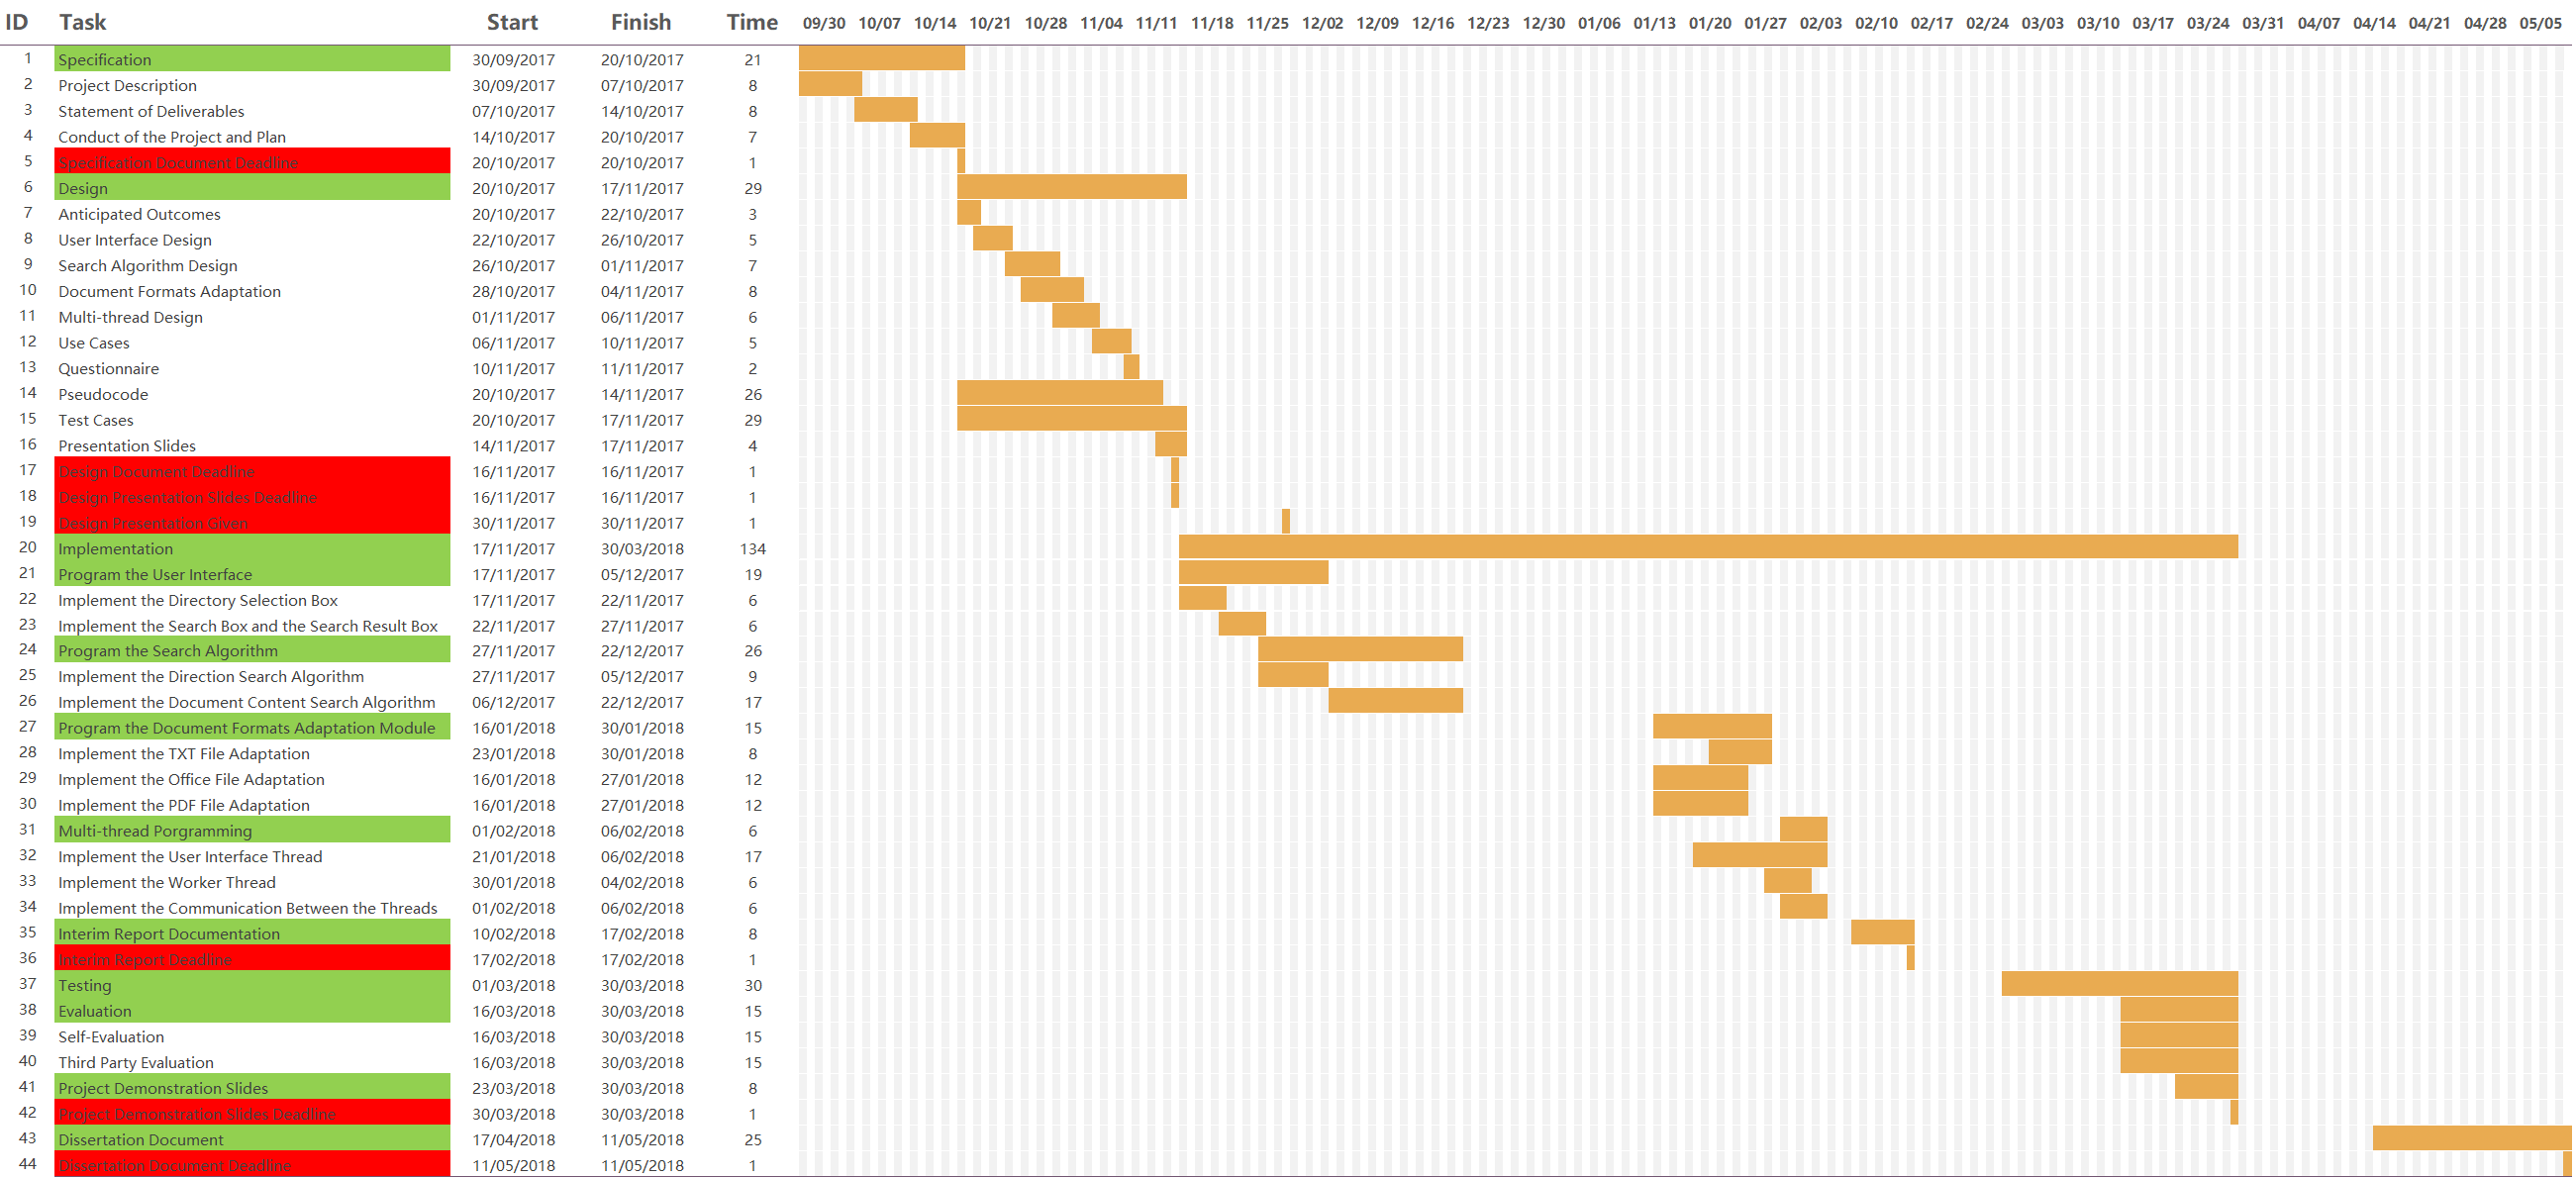 ID Task Start Finish Time 09/30 10/07 10/14 10/21 10/28 11/04 11/11 11/18 11/25 12/02 12/09 12/16 12/23 12/30 01/06 01/13 01/20 01/27 02/03 02/10 02/17 02/24 03/03 03/10 03/17 03/24 03/31 04/07 04/14 04/21 04/28 05/05
1 Specification 30/09/2017 20/10/2017 21
2 Project Description 30/09/2017 07/10/2017 8
3 Statement of Deliverables 07/10/2017 14/10/2017 8
4 Conduct of the Project and Plan 14/10/2017 20/10/2017 7
5 Specification Document Deadline 20/10/2017 20/10/2017 1
6 Design 20/10/2017 17/11/2017 29
7 Anticipated Outcomes 20/10/2017 22/10/2017 3
8 User Interface Design 22/10/2017 26/10/2017 5
9 Search Algorithm Design 26/10/2017 01/11/2017 7
10 Document Formats Adaptation 28/10/2017 04/11/2017 8
11 Multi-thread Design 01/11/2017 06/11/2017 6
12 Use Cases 06/11/2017 10/11/2017 5
13 Questionnaire 10/11/2017 11/11/2017 2
14 Pseudocode 20/10/2017 14/11/2017 26
15 Test Cases 20/10/2017 17/11/2017 29
16 Presentation Slides 14/11/2017 17/11/2017 4
17 Design Document Deadline 16/11/2017 16/11/2017 1
18 Design Presentation Slides Deadline 16/11/2017 16/11/2017 1
19 Design Presentation Given 30/11/2017 30/11/2017 1
20 Implementation 17/11/2017 30/03/2018 134
21 Program the User Interface 17/11/2017 05/12/2017 19
22 Implement the Directory Selection Box 17/11/2017 22/11/2017 6
23 Implement the Search Box and the Search Result Box 22/11/2017 27/11/2017 6
24 Program the Search Algorithm 27/11/2017 22/12/2017 26
25 Implement the Direction Search Algorithm 27/11/2017 05/12/2017 9
26 Implement the Document Content Search Algorithm 06/12/2017 22/12/2017 17
27 Program the Document Formats Adaptation Module 16/01/2018 30/01/2018 15
28 Implement the TXT File Adaptation 23/01/2018 30/01/2018 8
29 Implement the Office File Adaptation 16/01/2018 27/01/2018 12
30 Implement the PDF File Adaptation 16/01/2018 27/01/2018 12
31 Multi-thread Porgramming 01/02/2018 06/02/2018 6
32 Implement the User Interface Thread 21/01/2018 06/02/2018 17
33 Implement the Worker Thread 30/01/2018 04/02/2018 6
34 Implement the Communication Between the Threads 01/02/2018 06/02/2018 6
35 Interim Report Documentation 10/02/2018 17/02/2018 8
36 Interim Report Deadline 17/02/2018 17/02/2018 1
37 Testing 01/03/2018 30/03/2018 30
38 Evaluation 16/03/2018 30/03/2018 15
39 Self-Evaluation 16/03/2018 30/03/2018 15
40 Third Party Evaluation 16/03/2018 30/03/2018 15
41 Project Demonstration Slides 23/03/2018 30/03/2018 8
42 Project Demonstration Slides Deadline 30/03/2018 30/03/2018 1
43 Dissertation Document 17/04/2018 11/05/2018 25
44 Dissertation Document Deadline 11/05/2018 11/05/2018 1